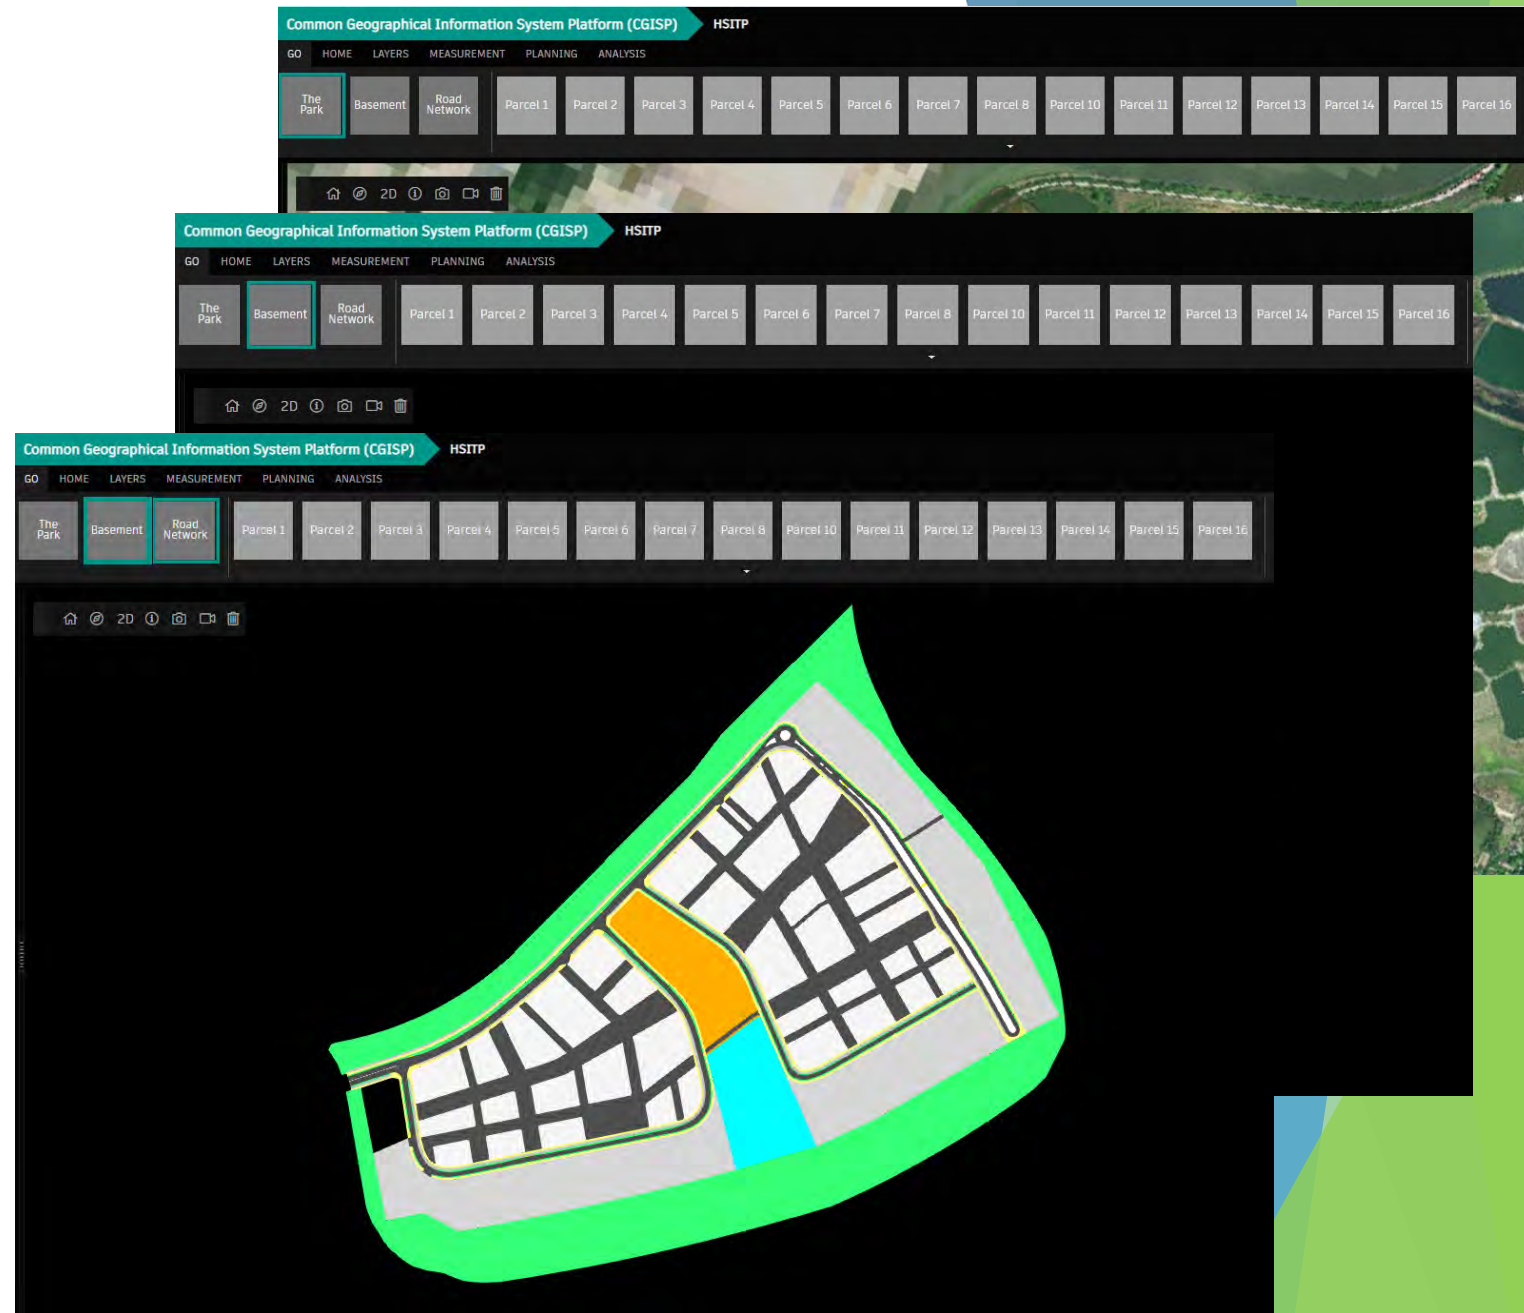 Common Geographical Information System Platform (CGISP) HSITP
GO HOME LAYERS MEASUREMENT PLANNING ANALYSIS
The Park Basement Road Network Parcel 1 Parcel 2 Parcel 3 Parcel 4 Parcel 5 Parcel 6 Parcel 7 Parcel 8 Parcel 10 Parcel 11 Parcel 12 Parcel 13 Parcel 14 Parcel 15 Parcel 16
2D
Common Geographical Information System Platform (CGISP) HSITP
GO HOME LAYERS MEASUREMENT PLANNING ANALYSIS
The Park Basement Road Network Parcel 1 Parcel 2 Parcel 3 Parcel 4 Parcel 5 Parcel 6 Parcel 7 Parcel 8 Parcel 10 Parcel 11 Parcel 12 Parcel 13 Parcel 14 Parcel 15 Parcel 16
2D
Common Geographical Information System Platform (CGISP) HSITP
GO HOME LAYERS MEASUREMENT PLANNING ANALYSIS
The Park Basement Road Network Parcel 1 Parcel 2 Parcel 3 Parcel 4 Parcel 5 Parcel 6 Parcel 7 Parcel 8 Parcel 10 Parcel 11 Parcel 12 Parcel 13 Parcel 14 Parcel 15 Parcel 16
2D